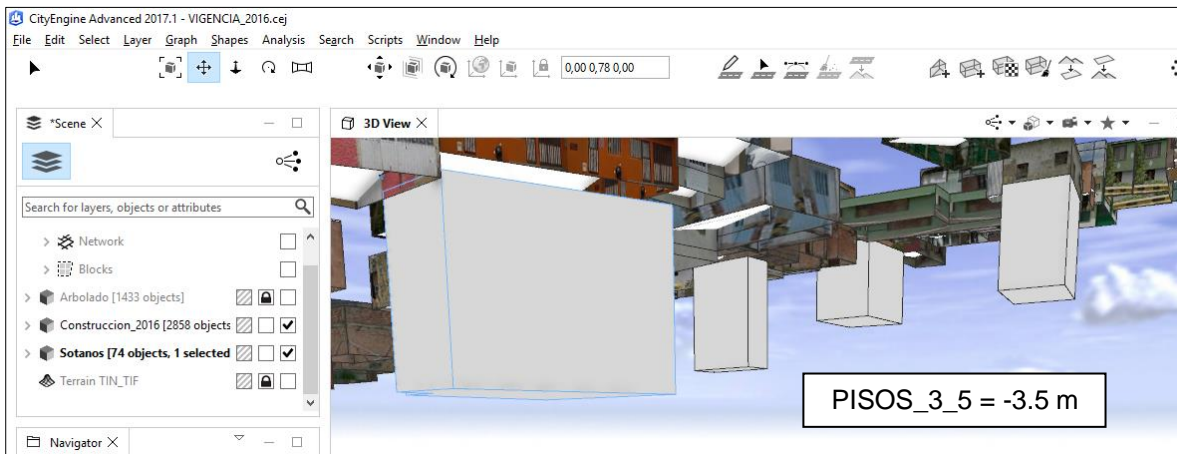 CityEngine Advanced 2017.1 - VIGENCIA_2016.cej
File Edit Select Layer Graph Shapes Analysis Search Scripts Window Help
0,00 0,78 0,00
*Scene
3D View
Search for layers, objects or attributes
Network
Blocks
Arbolado [1433 objects]
Construccion_2016 [2858 objects
Sotanos [74 objects, 1 selected
Terrain TIN_TIF
PISOS_3_5 = -3.5 m
Navigator